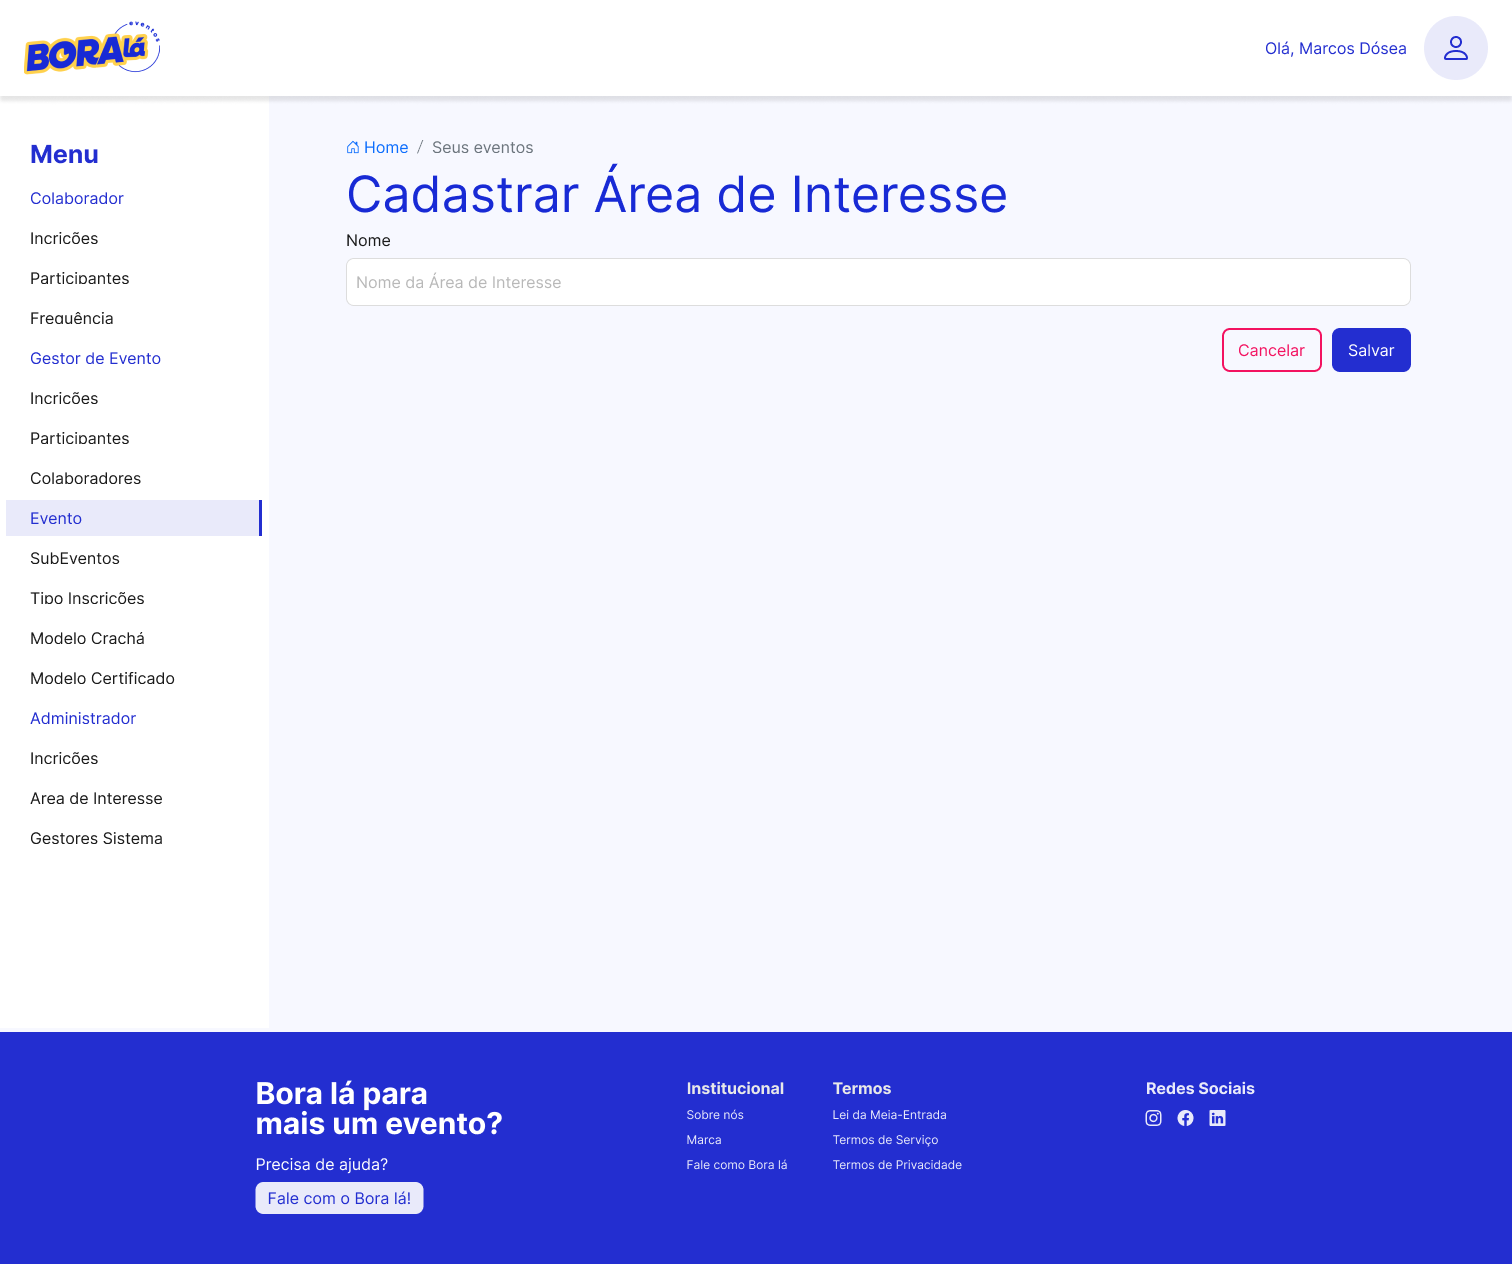 BORAlá eventos
Olá, Marcos Dósea
Menu
Colaborador
Incricões
Participantes
Frequência
Gestor de Evento
Incricões
Participantes
Colaboradores
Evento
SubEventos
Tipo Inscricões
Modelo Crachá
Modelo Certificado
Administrador
Incricões
Area de Interesse
Gestores Sistema
Home / Seus eventos
Cadastrar Área de Interesse
Nome
Nome da Área de Interesse
Cancelar
Salvar
Bora lá para
mais um evento?
Precisa de ajuda?
Fale com o Bora lá!
Institucional
Sobre nós
Marca
Fale como Bora lá
Termos
Lei da Meia-Entrada
Termos de Serviço
Termos de Privacidade
Redes Sociais